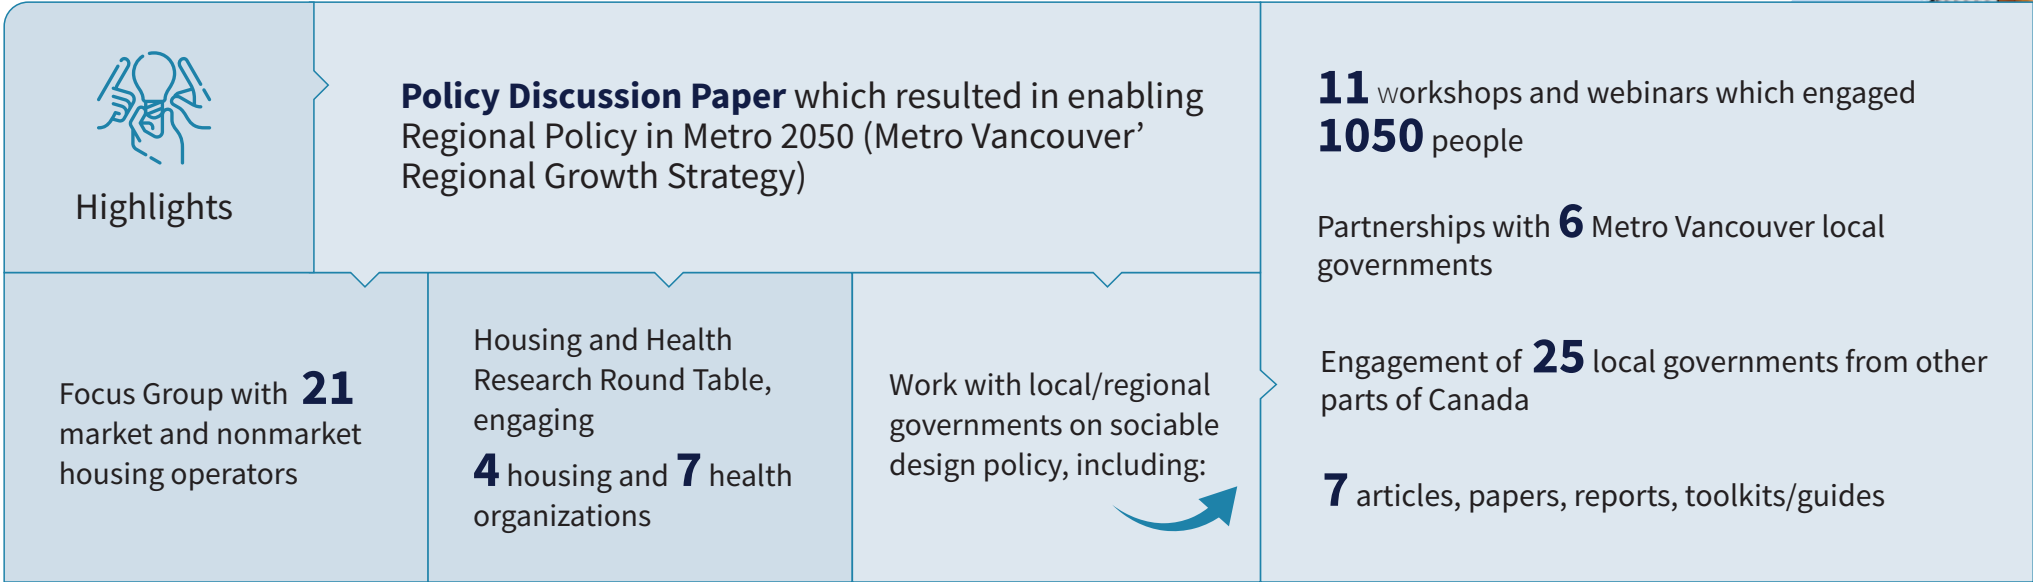 Highlights
Policy Discussion Paper which resulted in enabling
Regional Policy in Metro 2050 (Metro Vancouver’
Regional Growth Strategy)
Focus Group with 21
market and nonmarket
housing operators
Housing and Health
Research Round Table,
engaging
4 housing and 7 health
organizations
Work with local/regional
governments on sociable
design policy, including:
11 workshops and webinars which engaged
1050 people
Partnerships with 6 Metro Vancouver local
governments
Engagement of 25 local governments from other
parts of Canada
7 articles, papers, reports, toolkits/guides